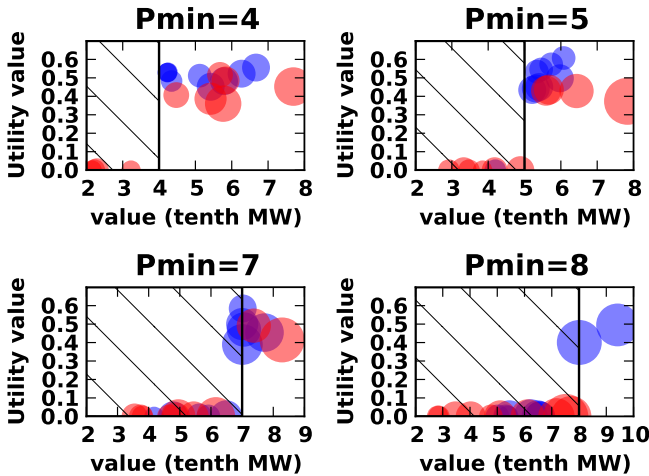 Pmin=4
Utility value
0.6
0.5
0.4
0.3
0.2
0.1
0.0
2 3 4 5 6 7 8
value (tenth MW)
Pmin=5
Utility value
0.6
0.5
0.4
0.3
0.2
0.1
0.0
2 3 4 5 6 7 8
value (tenth MW)
Pmin=7
Utility value
0.6
0.5
0.4
0.3
0.2
0.1
0.0
2 3 4 5 6 7 8 9
value (tenth MW)
Pmin=8
Utility value
0.6
0.5
0.4
0.3
0.2
0.1
0.0
2 3 4 5 6 7 8 9 10
value (tenth MW)